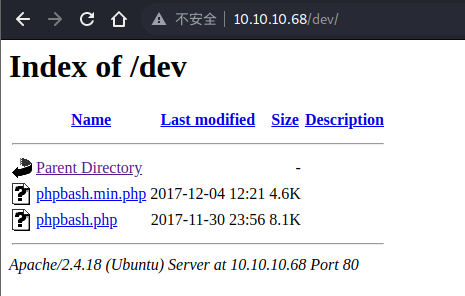 不安全 10.10.10.68/dev/
Index of /dev
Name Last modified Size Description
Parent Directory -
phpbash.min.php 2017-12-04 12:21 4.6K
phpbash.php 2017-11-30 23:56 8.1K
Apache/2.4.18 (Ubuntu) Server at 10.10.10.68 Port 80